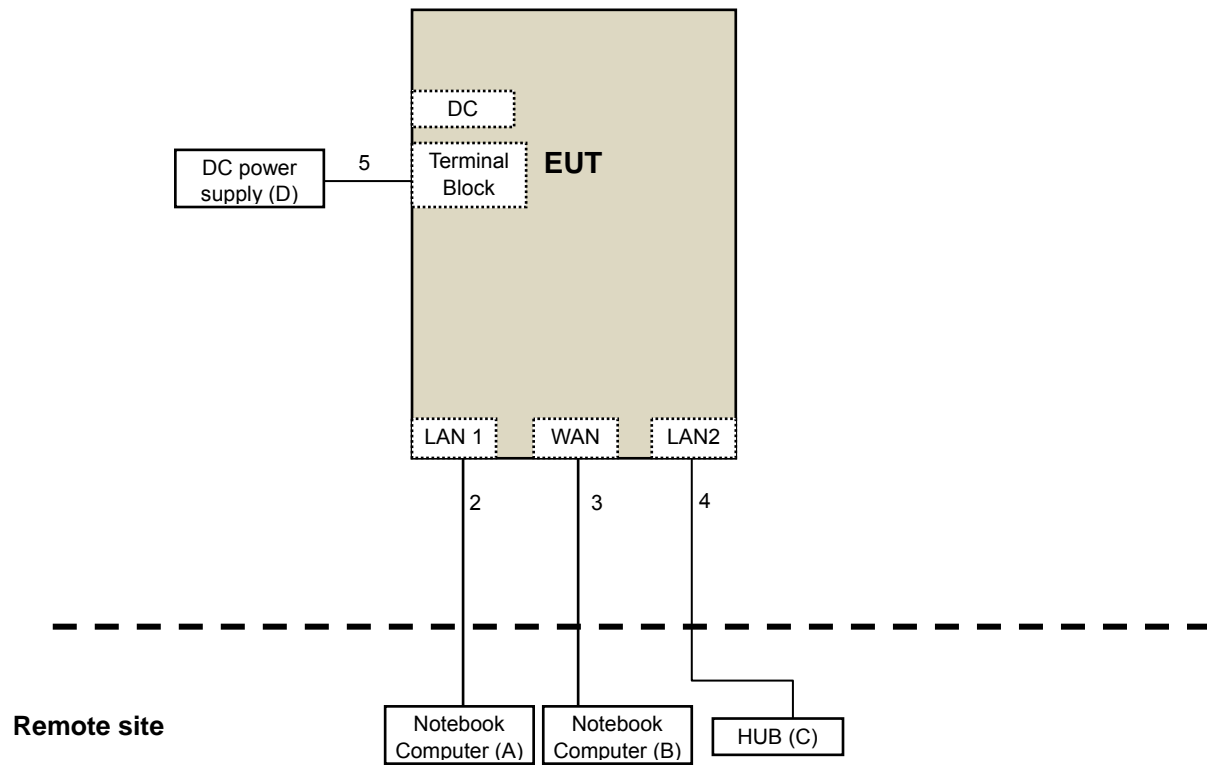 DC
Terminal
Block
EUT
DC power
supply (D)
5
LAN 1
WAN
LAN2
2
3
4
Remote site
Notebook
Computer (A)
Notebook
Computer (B)
HUB (C)